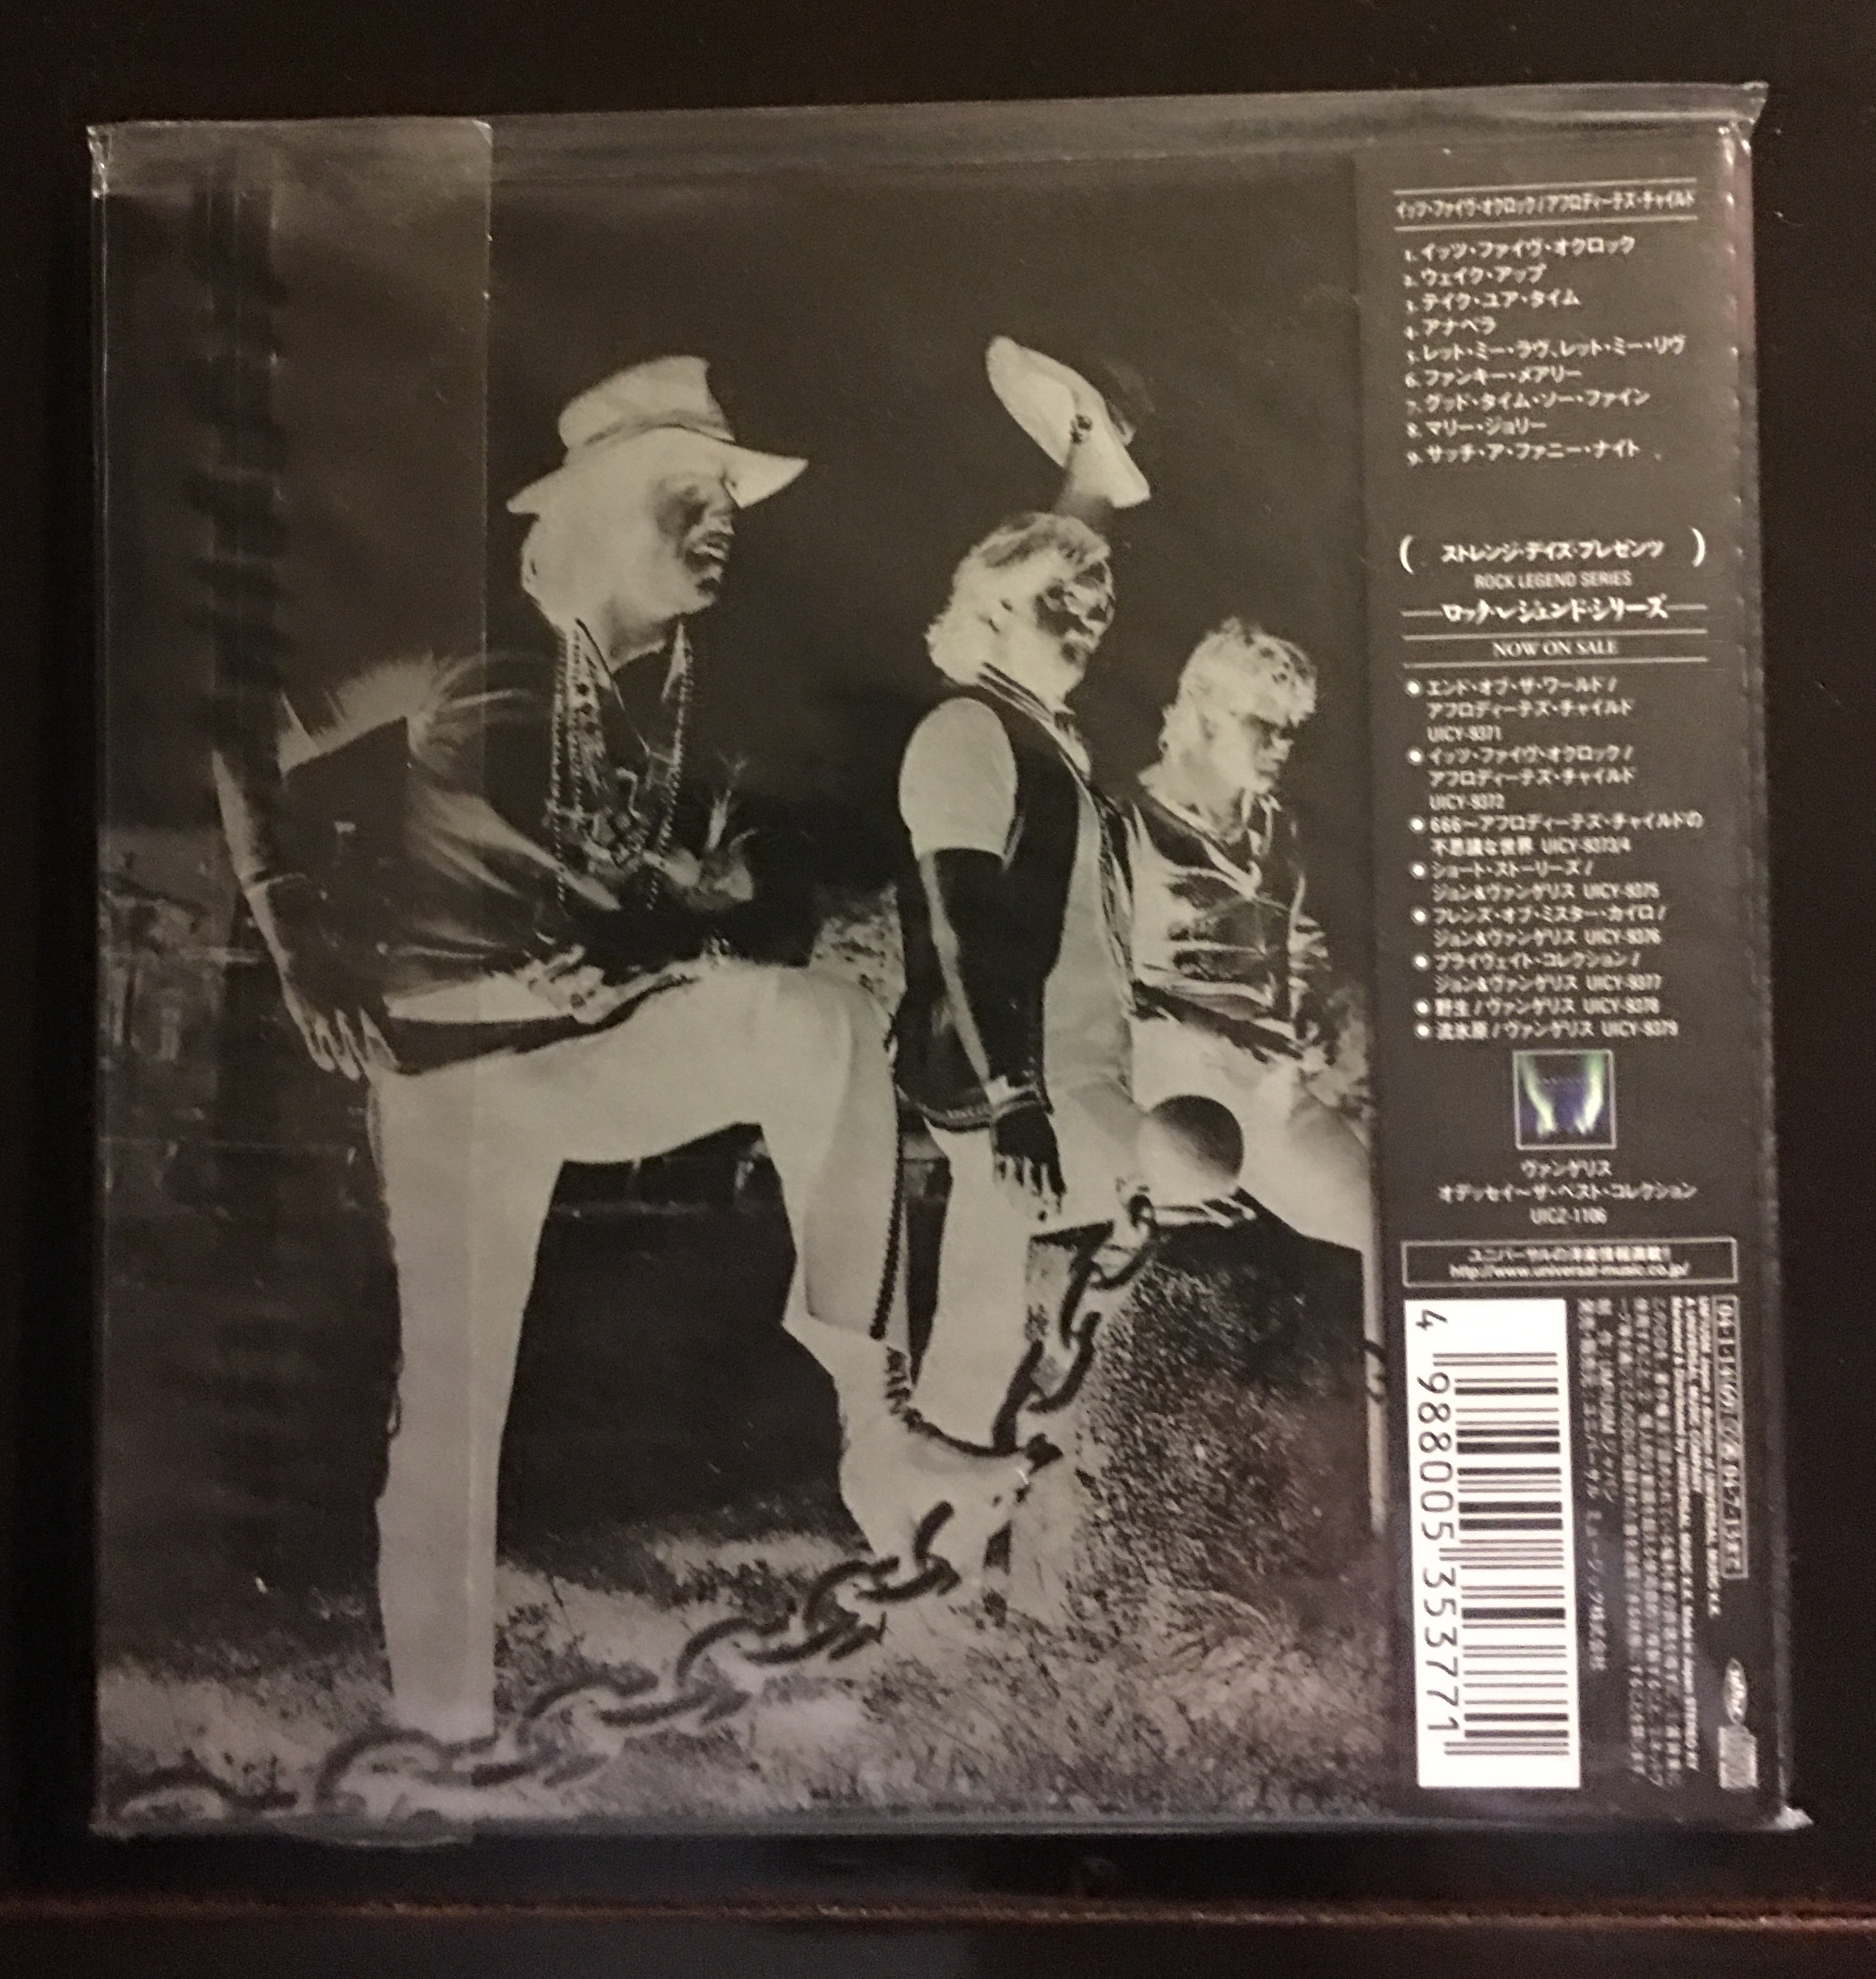 イッツ・ファイヴ・オクロック/アフロディーテズ・チャイルド
1. イッツ・ファイヴ・オクロック
2. ウェイク・アップ
3. テイク・ユア・タイム
4. アナベラ
5. レット・ミー・ラヴ、レット・ミー・リヴ
6. ファンキー・メアリー
7. グッド・タイム・ソー・ファイン
8. マリー・ジョリー
9. サッチ・ア・ファニー・ナイト
( ストレンジ・デイズ・プレゼンツ )
ROCK LEGEND SERIES
ロック・レジェンド・シリーズ
NOW ON SALE
●エンド・オブ・ザ・ワールド/
アフロディーテズ・チャイルド
UICY-9371
●イッツ・ファイヴ・オクロック/
アフロディーテズ・チャイルド
UICY-9372
●666〜アフロディーテズ・チャイルドの
不思議な世界 UICY-9373/4
●ショート・ストーリーズ/
ジョン&ヴァンゲリス UICY-9375
●フレンズ・オブ・ミスター・カイロ/
ジョン&ヴァンゲリス UICY-9376
●プライヴェイト・コレクション/
ジョン&ヴァンゲリス UICY-9377
●野生/ヴァンゲリス UICY-9378
●流氷原/ヴァンゲリス UICY-9379
ヴァンゲリス
オデッセイ〜ザ・ベスト・コレクション
UICZ-1106
ユニバーサルの洋楽情報満載!!
http://www.universal-music.co.jp/
4 988005 353771